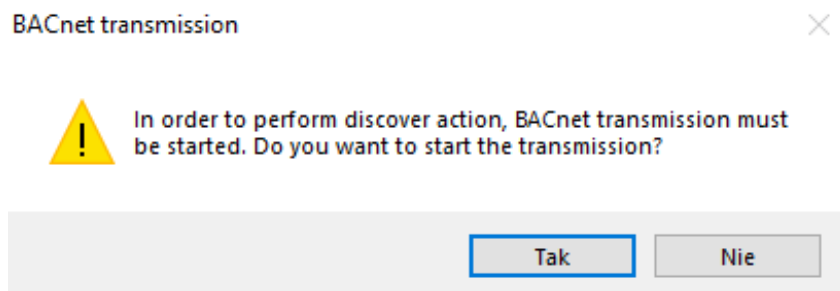 BACnet transmission
In order to perform discover action, BACnet transmission must
be started. Do you want to start the transmission?
Tak
Nie